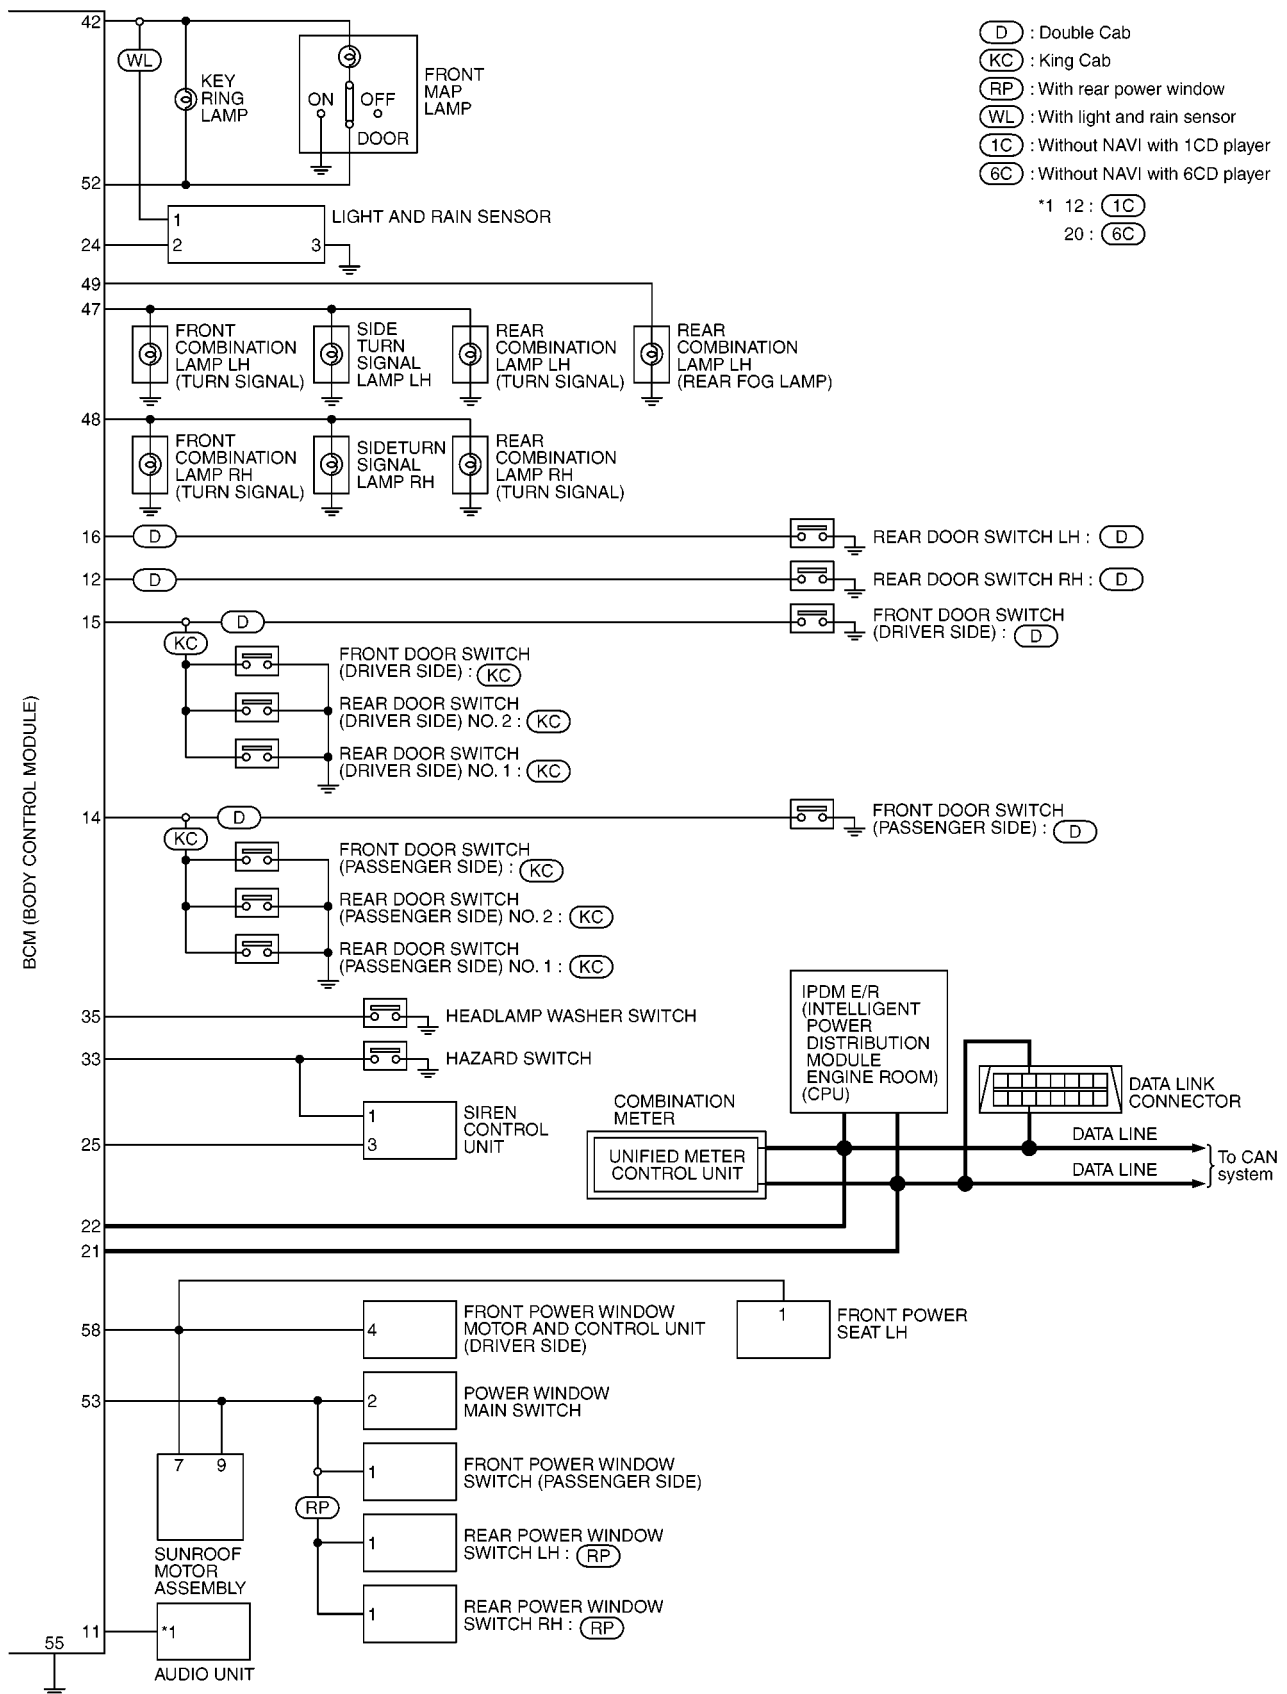 42
WL
KEY
RING
LAMP
ON OFF
DOOR
FRONT
MAP
LAMP
D : Double Cab
KC : King Cab
RP : With rear power window
WL : With light and rain sensor
1C : Without NAVI with 1CD player
6C : Without NAVI with 6CD player
*1 12 : 1C
20 : 6C
52
1
LIGHT AND RAIN SENSOR
24
2 3
49
47
FRONT
COMBINATION
LAMP LH
(TURN SIGNAL)
SIDE
TURN
SIGNAL
LAMP LH
REAR
COMBINATION
LAMP LH
(TURN SIGNAL)
REAR
COMBINATION
LAMP LH
(REAR FOG LAMP)
48
FRONT
COMBINATION
LAMP RH
(TURN SIGNAL)
SIDETURN
SIGNAL
LAMP RH
REAR
COMBINATION
LAMP RH
(TURN SIGNAL)
16 D REAR DOOR SWITCH LH : D
12 D REAR DOOR SWITCH RH : D
15 D
FRONT DOOR SWITCH
(DRIVER SIDE) : D
KC
FRONT DOOR SWITCH
(DRIVER SIDE) : KC
REAR DOOR SWITCH
(DRIVER SIDE) NO. 2 : KC
REAR DOOR SWITCH
(DRIVER SIDE) NO. 1 : KC
BCM (BODY CONTROL MODULE)
14 D
FRONT DOOR SWITCH
(PASSENGER SIDE) : D
KC
FRONT DOOR SWITCH
(PASSENGER SIDE) : KC
REAR DOOR SWITCH
(PASSENGER SIDE) NO. 2 : KC
REAR DOOR SWITCH
(PASSENGER SIDE) NO. 1 : KC
35 HEADLAMP WASHER SWITCH
33 HAZARD SWITCH
IPDM E/R
(INTELLIGENT
POWER
DISTRIBUTION
MODULE
ENGINE ROOM)
(CPU)
DATA LINK
CONNECTOR
1
SIREN
CONTROL
UNIT
25
3
COMBINATION
METER
UNIFIED METER
CONTROL UNIT
DATA LINE
DATA LINE
To CAN
system
22
21
58
4
FRONT POWER WINDOW
MOTOR AND CONTROL UNIT
(DRIVER SIDE)
1
FRONT POWER
SEAT LH
53
2
POWER WINDOW
MAIN SWITCH
7 9
1
FRONT POWER WINDOW
SWITCH (PASSENGER SIDE)
RP
1
REAR POWER WINDOW
SWITCH LH : RP
SUNROOF
MOTOR
ASSEMBLY
1
REAR POWER WINDOW
SWITCH RH : RP
11
*1
AUDIO UNIT
55